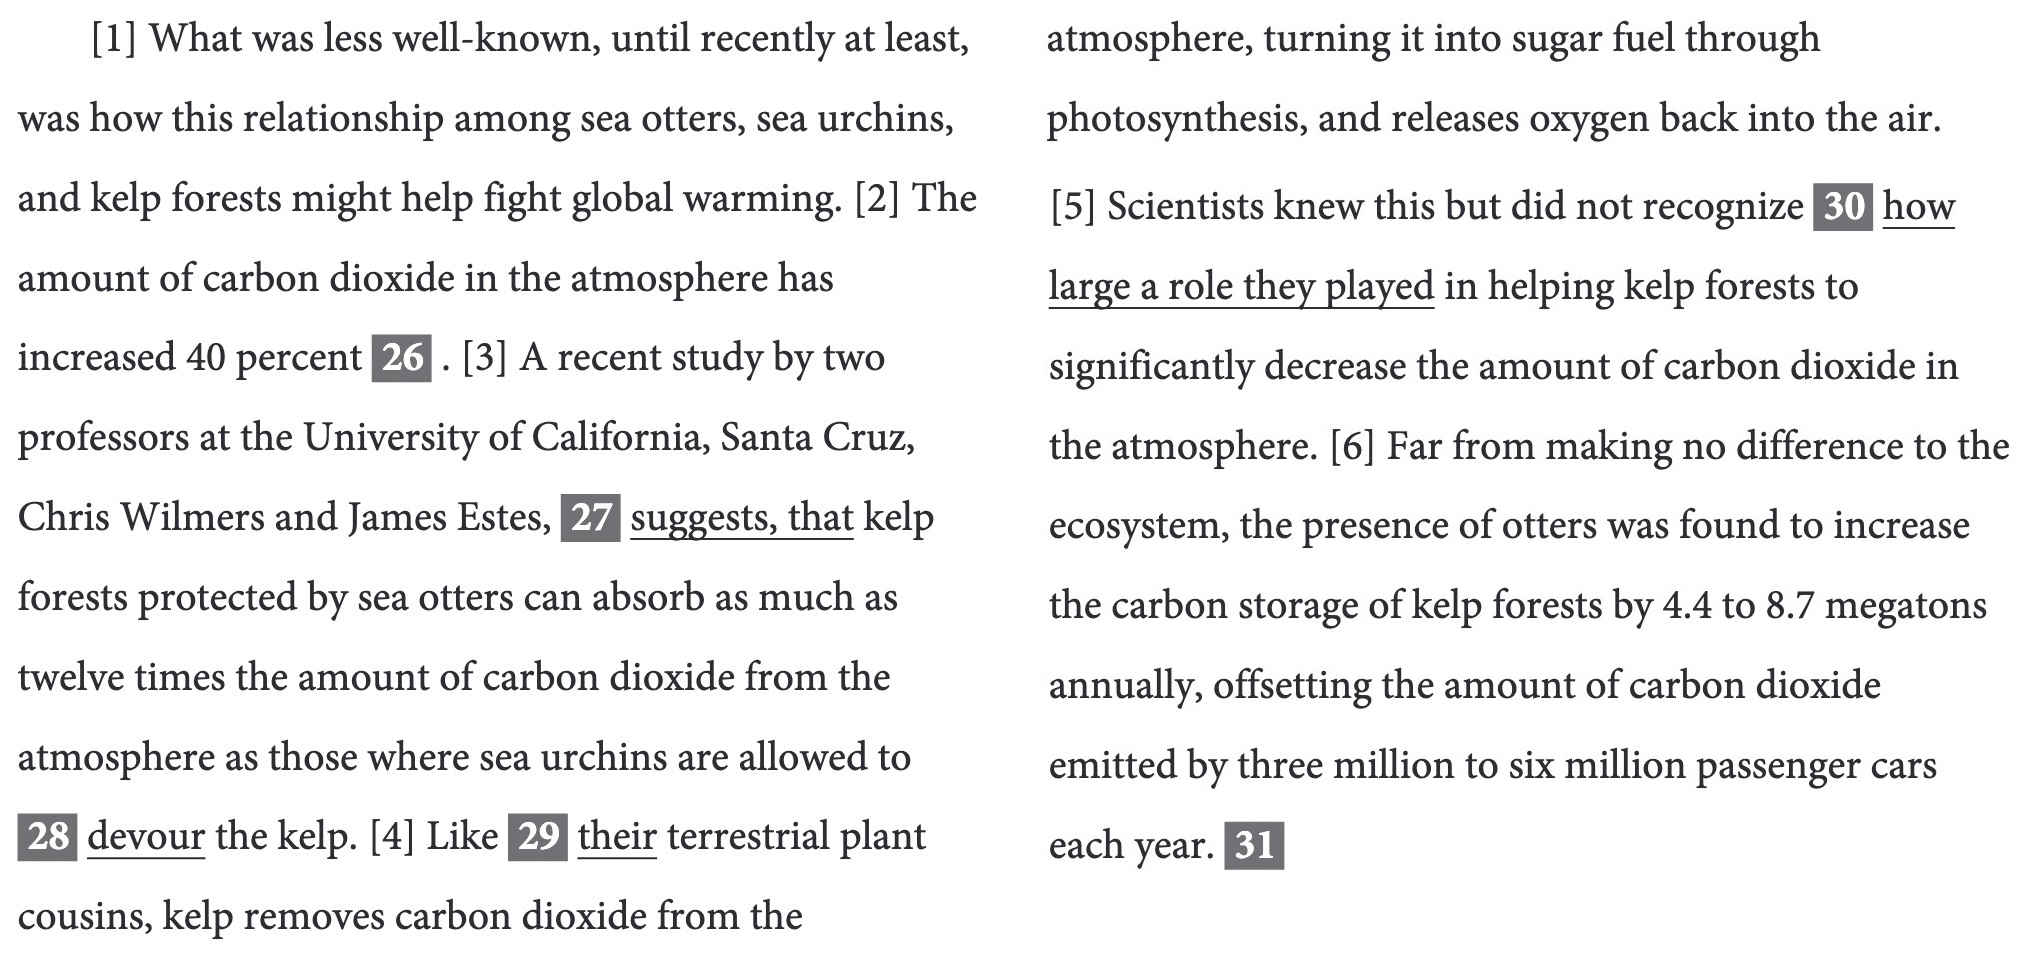 [1] What was less well-known, until recently at least,
was how this relationship among sea otters, sea urchins,
and kelp forests might help fight global warming. [2] The
amount of carbon dioxide in the atmosphere has
increased 40 percent 26 . [3] A recent study by two
professors at the University of California, Santa Cruz,
Chris Wilmers and James Estes, 27 suggests, that kelp
forests protected by sea otters can absorb as much as
twelve times the amount of carbon dioxide from the
atmosphere as those where sea urchins are allowed to
28 devour the kelp. [4] Like 29 their terrestrial plant
cousins, kelp removes carbon dioxide from the
atmosphere, turning it into sugar fuel through
photosynthesis, and releases oxygen back into the air.
[5] Scientists knew this but did not recognize 30 how
large a role they played in helping kelp forests to
significantly decrease the amount of carbon dioxide in
the atmosphere. [6] Far from making no difference to the
ecosystem, the presence of otters was found to increase
the carbon storage of kelp forests by 4.4 to 8.7 megatons
annually, offsetting the amount of carbon dioxide
emitted by three million to six million passenger cars
each year. 31